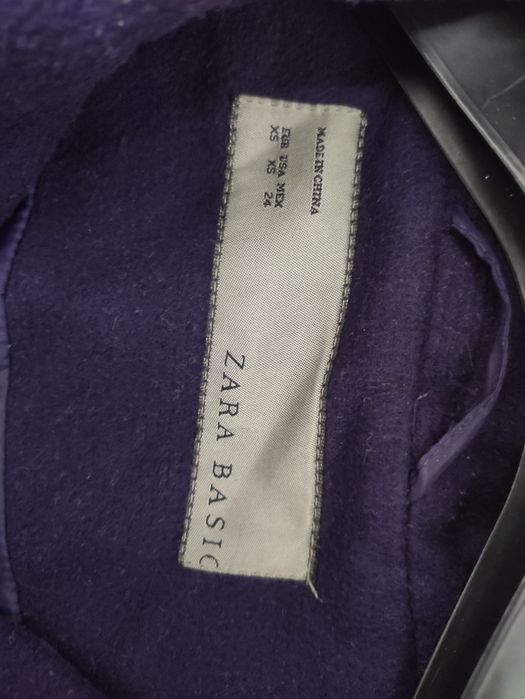 MADE IN CHINA
EUR USA MEX
XS XS 24
ZARA BASIC